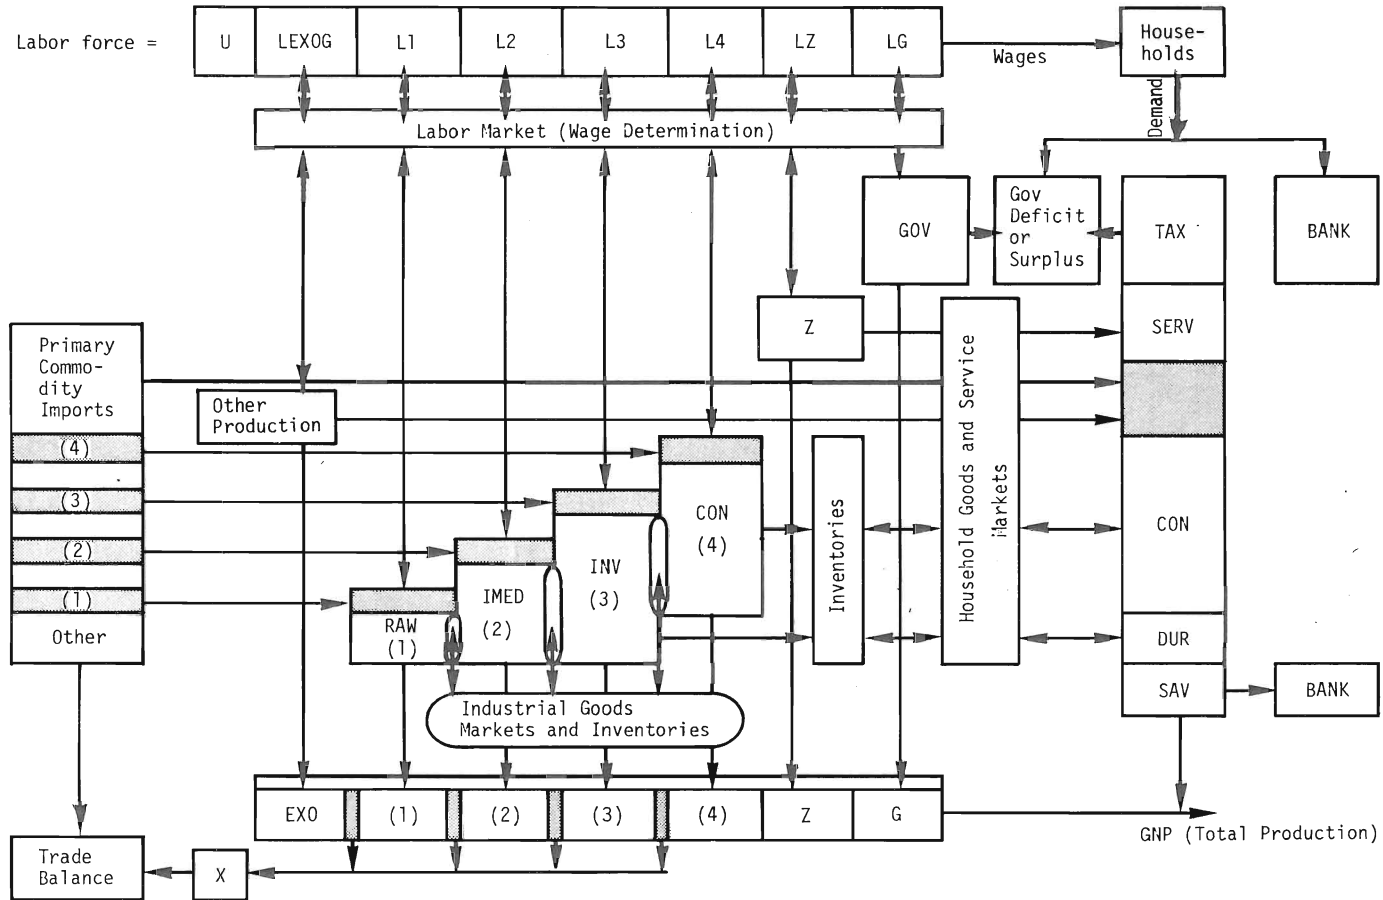 Labor force =
U
LEXOG
L1
L2
L3
L4
LZ
LG
Wages
House-
holds
Labor Market (Wage Determination)
Demand
GOV
Gov
Deficit
or
Surplus
TAX
BANK
Z
SERV
Primary
Commo-
dity
Imports
Other
Production
(4)
(3)
(2)
(1)
Other
RAW
(1)
IMED
(2)
INV
(3)
CON
(4)
Inventories
Household Goods and Service
Markets
CON
DUR
SAV
BANK
Industrial Goods
Markets and Inventories
EXO
(1)
(2)
(3)
(4)
Z
G
GNP (Total Production)
Trade
Balance
X